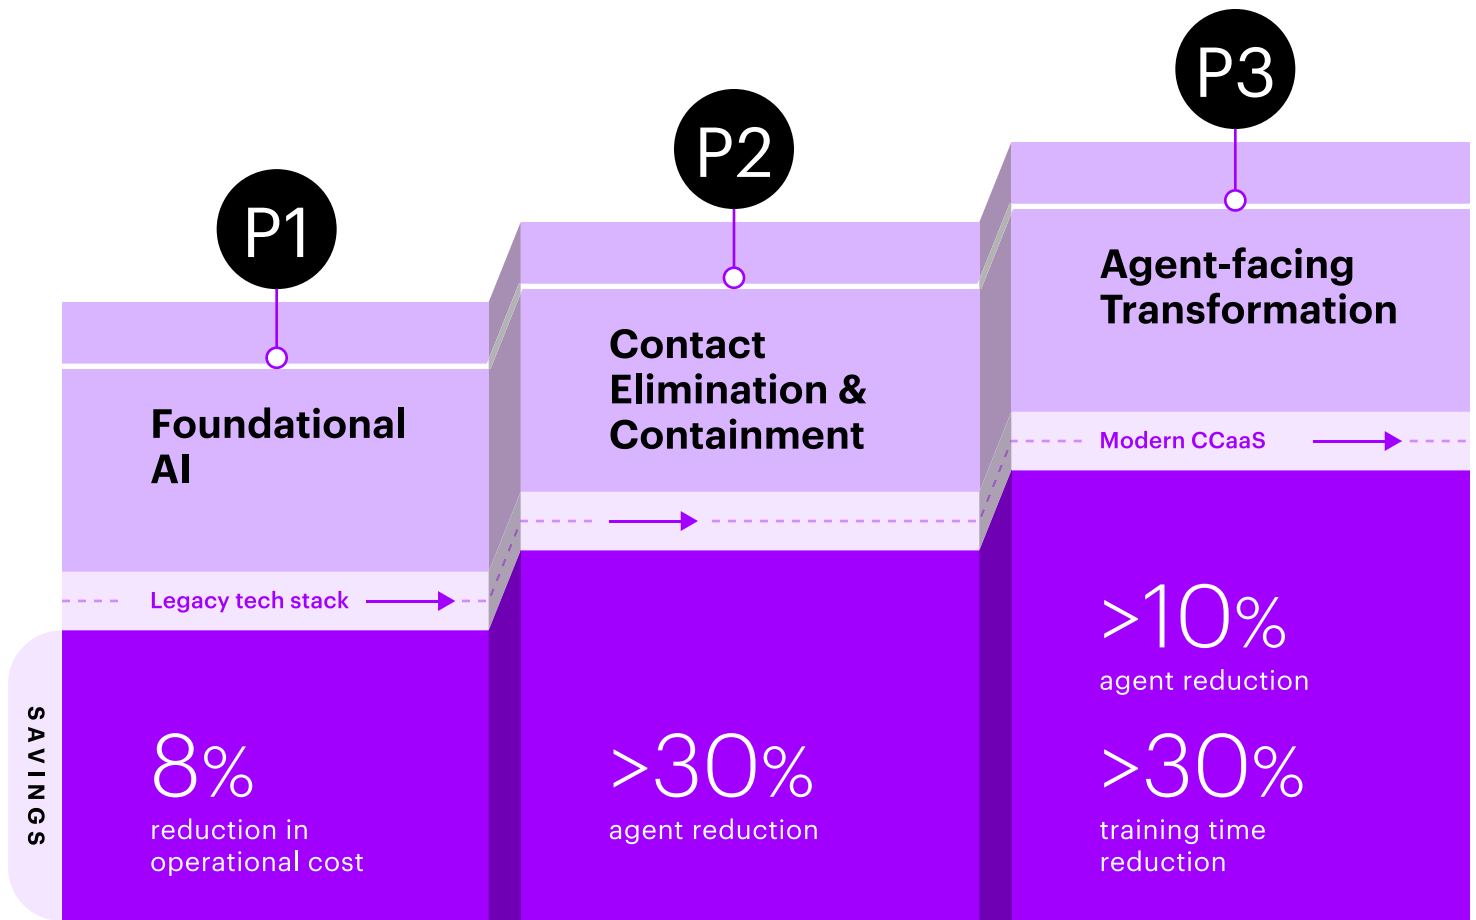 P1
Foundational
AI
Legacy tech stack
P2
Contact
Elimination &
Containment
P3
Agent-facing
Transformation
Modern CCaaS
SAVINGS
8%
reduction in
operational cost
>30%
agent reduction
>10%
agent reduction
>30%
training time
reduction